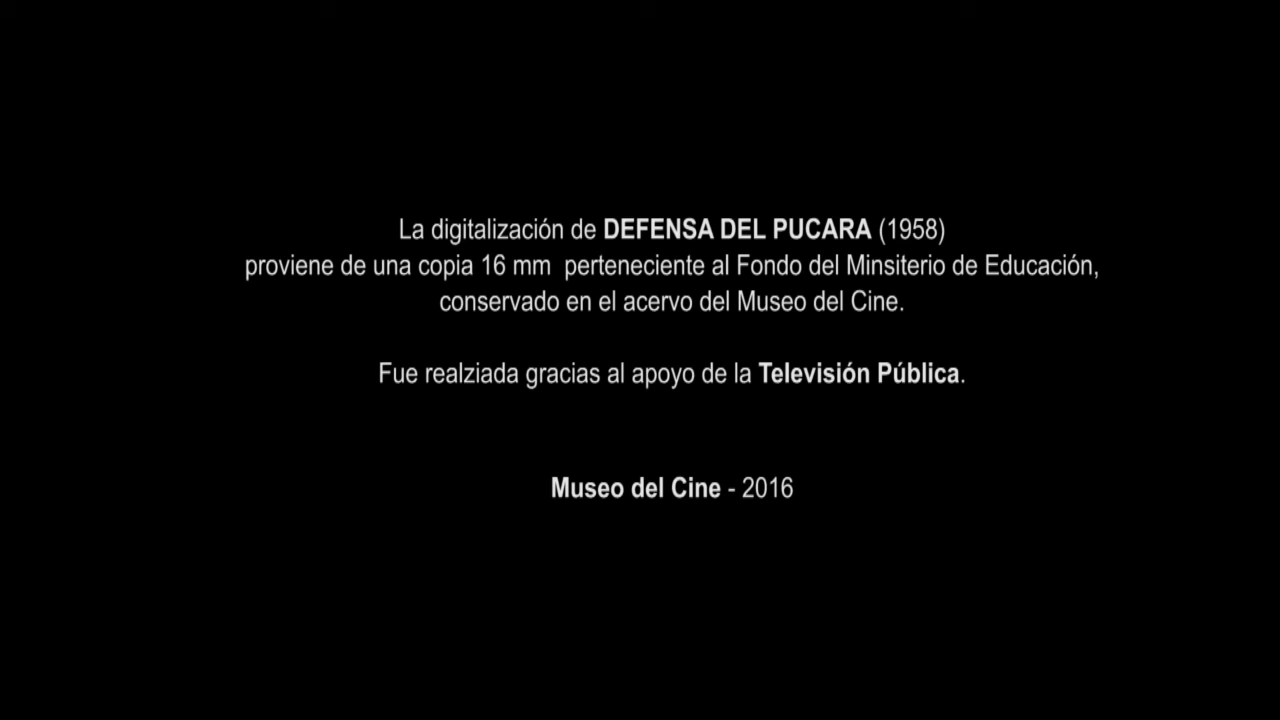 La digitalización de DEFENSA DEL PUCARA (1958)
proviene de una copia 16 mm  perteneciente al Fondo del Minsiterio de Educación,
conservado en el acervo del Museo del Cine.
Fue realziada gracias al apoyo de la Televisión Pública.
Museo del Cine - 2016